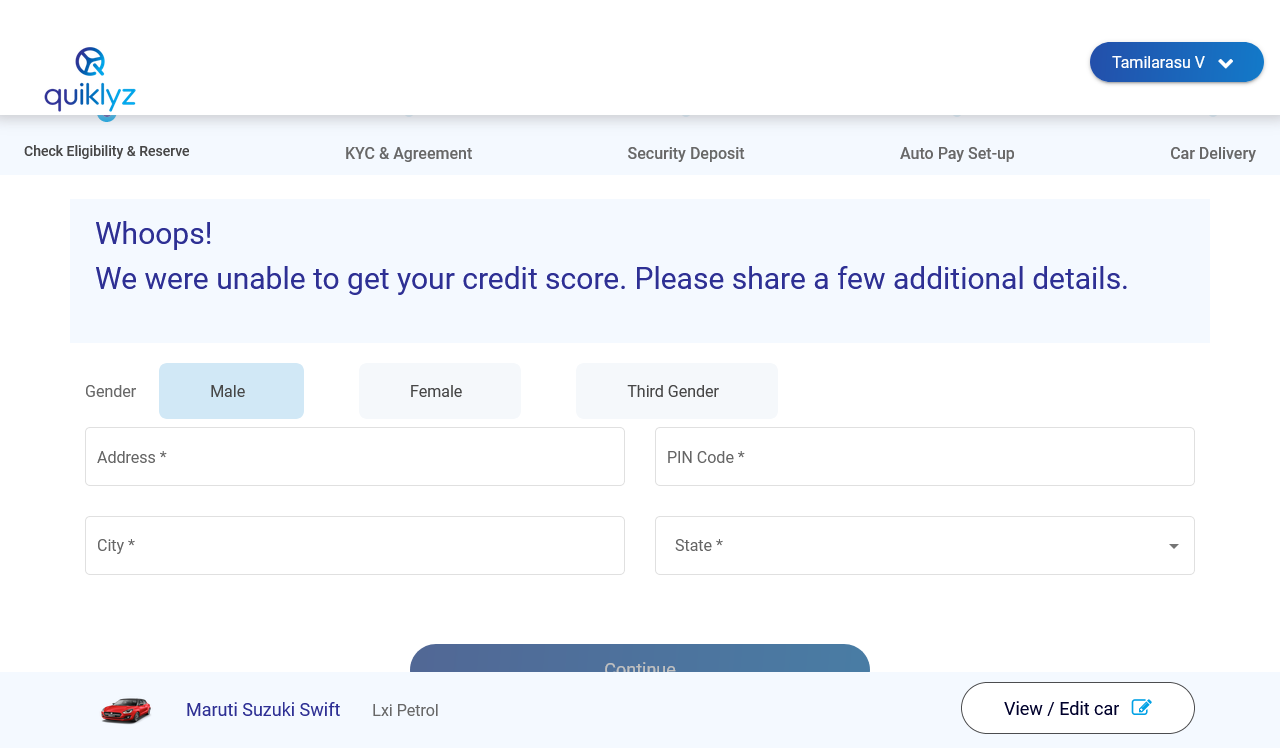 quiklyz
Tamilarasu V
Check Eligibility & Reserve
KYC & Agreement
Security Deposit
Auto Pay Set-up
Car Delivery
Whoops!
We were unable to get your credit score. Please share a few additional details.
Gender
Male
Female
Third Gender
Address *
PIN Code *
City *
State *
Continue
Maruti Suzuki Swift
Lxi Petrol
View / Edit car